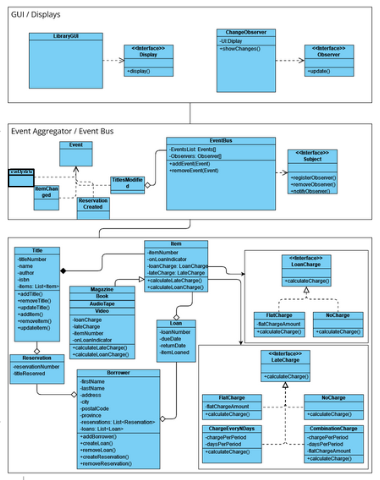 GUI / Displays
LibraryGUI
<<Interface>>
Display
+display()
ChangeObserver
-UI:Display
+showChanges()
<<Interface>>
Observer
+update()
Event Aggregator / Event Bus
Event
ItemChan
ged
TitlesModifie
d
Reservation
Created
EventBus
-EventsList: Events[]
-Observers: Observer[]
+addEvent(Event)
+removeEvent(Event)
<<Interface>>
Subject
+registerObserver()
+removeObserver()
+notifyObserver()
Title
-titleNumber
-name
-author
-isbn
-items: List<Item>
+addTitle()
+removeTitle()
+updateTitle()
+addItem()
+removeItem()
+updateItem()
Item
-itemNumber
-onLoanIndicator
-loanCharge: LoanCharge
-lateCharge: LateCharge
+calculateLateCharge()
+calculateLoanCharge()
Magazine
Book
AudioTape
Video
-loanCharge
-lateCharge
-itemNumber
-onLoanIndicator
+calculateLateCharge()
+calculateLoanCharge()
Loan
-loanNumber
-dueDate
-returnDate
-itemLoaned
<<Interface>>
LoanCharge
+calculateCharge()
FlatCharge
-flatChargeAmount
+calculateCharge()
NoCharge
+calculateCharge()
Reservation
-reservationNumber
-titleReserved
Borrower
-firstName
-lastName
-address
-city
-postalCode
-province
-reservations: List<Reservation>
-loans: List<Loan>
+addBorrower()
+createLoan()
+removeLoan()
+createReservation()
+removeReservation()
<<Interface>>
LateCharge
+calculateCharge()
FlatCharge
-flatChargeAmount
+calculateCharge()
NoCharge
+calculateCharge()
ChargeEveryNDays
-chargePerPeriod
-daysPerPeriod
+calculateCharge()
CombinationCharge
-chargePerPeriod
-daysPerPeriod
-flatChargeAmount
+calculateCharge()